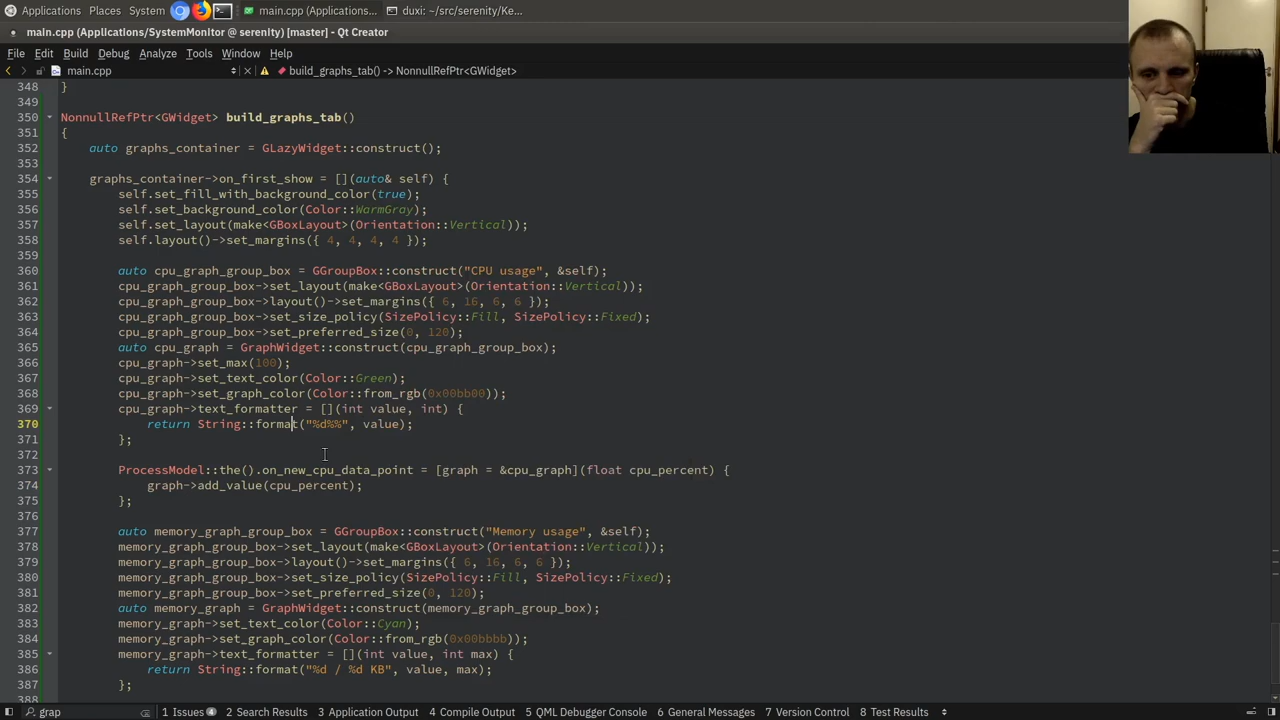 Applications Places System main.cpp (Applications... duxi: ~/src/serenity/Ke...
main.cpp (Applications/SystemMonitor @ serenity) [master] - Qt Creator
File Edit Build Debug Analyze Tools Window Help
main.cpp build_graphs_tab() -> NonnullRefPtr<GWidget>
348 }
349
350 NonnullRefPtr<GWidget> build_graphs_tab()
351 {
352 auto graphs_container = GLazyWidget::construct();
353
354 graphs_container->on_first_show = [](auto& self) {
355 self.set_fill_with_background_color(true);
356 self.set_background_color(Color::WarmGray);
357 self.set_layout(make<GBoxLayout>(Orientation::Vertical));
358 self.layout()->set_margins({ 4, 4, 4, 4 });
359
360 auto cpu_graph_group_box = GGroupBox::construct("CPU usage", &self);
361 cpu_graph_group_box->set_layout(make<GBoxLayout>(Orientation::Vertical));
362 cpu_graph_group_box->layout()->set_margins({ 6, 16, 6, 6 });
363 cpu_graph_group_box->set_size_policy(SizePolicy::Fill, SizePolicy::Fixed);
364 cpu_graph_group_box->set_preferred_size(0, 120);
365 auto cpu_graph = GraphWidget::construct(cpu_graph_group_box);
366 cpu_graph->set_max(100);
367 cpu_graph->set_text_color(Color::Green);
368 cpu_graph->set_graph_color(Color::from_rgb(0x00bb00));
369 cpu_graph->text_formatter = [](int value, int) {
370 return String::format("%d%%", value);
371 };
372
373 ProcessModel::the().on_new_cpu_data_point = [graph = &cpu_graph](float cpu_percent) {
374 graph->add_value(cpu_percent);
375 };
376
377 auto memory_graph_group_box = GGroupBox::construct("Memory usage", &self);
378 memory_graph_group_box->set_layout(make<GBoxLayout>(Orientation::Vertical));
379 memory_graph_group_box->layout()->set_margins({ 6, 16, 6, 6 });
380 memory_graph_group_box->set_size_policy(SizePolicy::Fill, SizePolicy::Fixed);
381 memory_graph_group_box->set_preferred_size(0, 120);
382 auto memory_graph = GraphWidget::construct(memory_graph_group_box);
383 memory_graph->set_text_color(Color::Cyan);
384 memory_graph->set_graph_color(Color::from_rgb(0x00bbbb));
385 memory_graph->text_formatter = [](int value, int max) {
386 return String::format("%d / %d KB", value, max);
387 };
388
grap 1 Issues 4 2 Search Results 3 Application Output 4 Compile Output 5 QML Debugger Console 6 General Messages 7 Version Control 8 Test Results